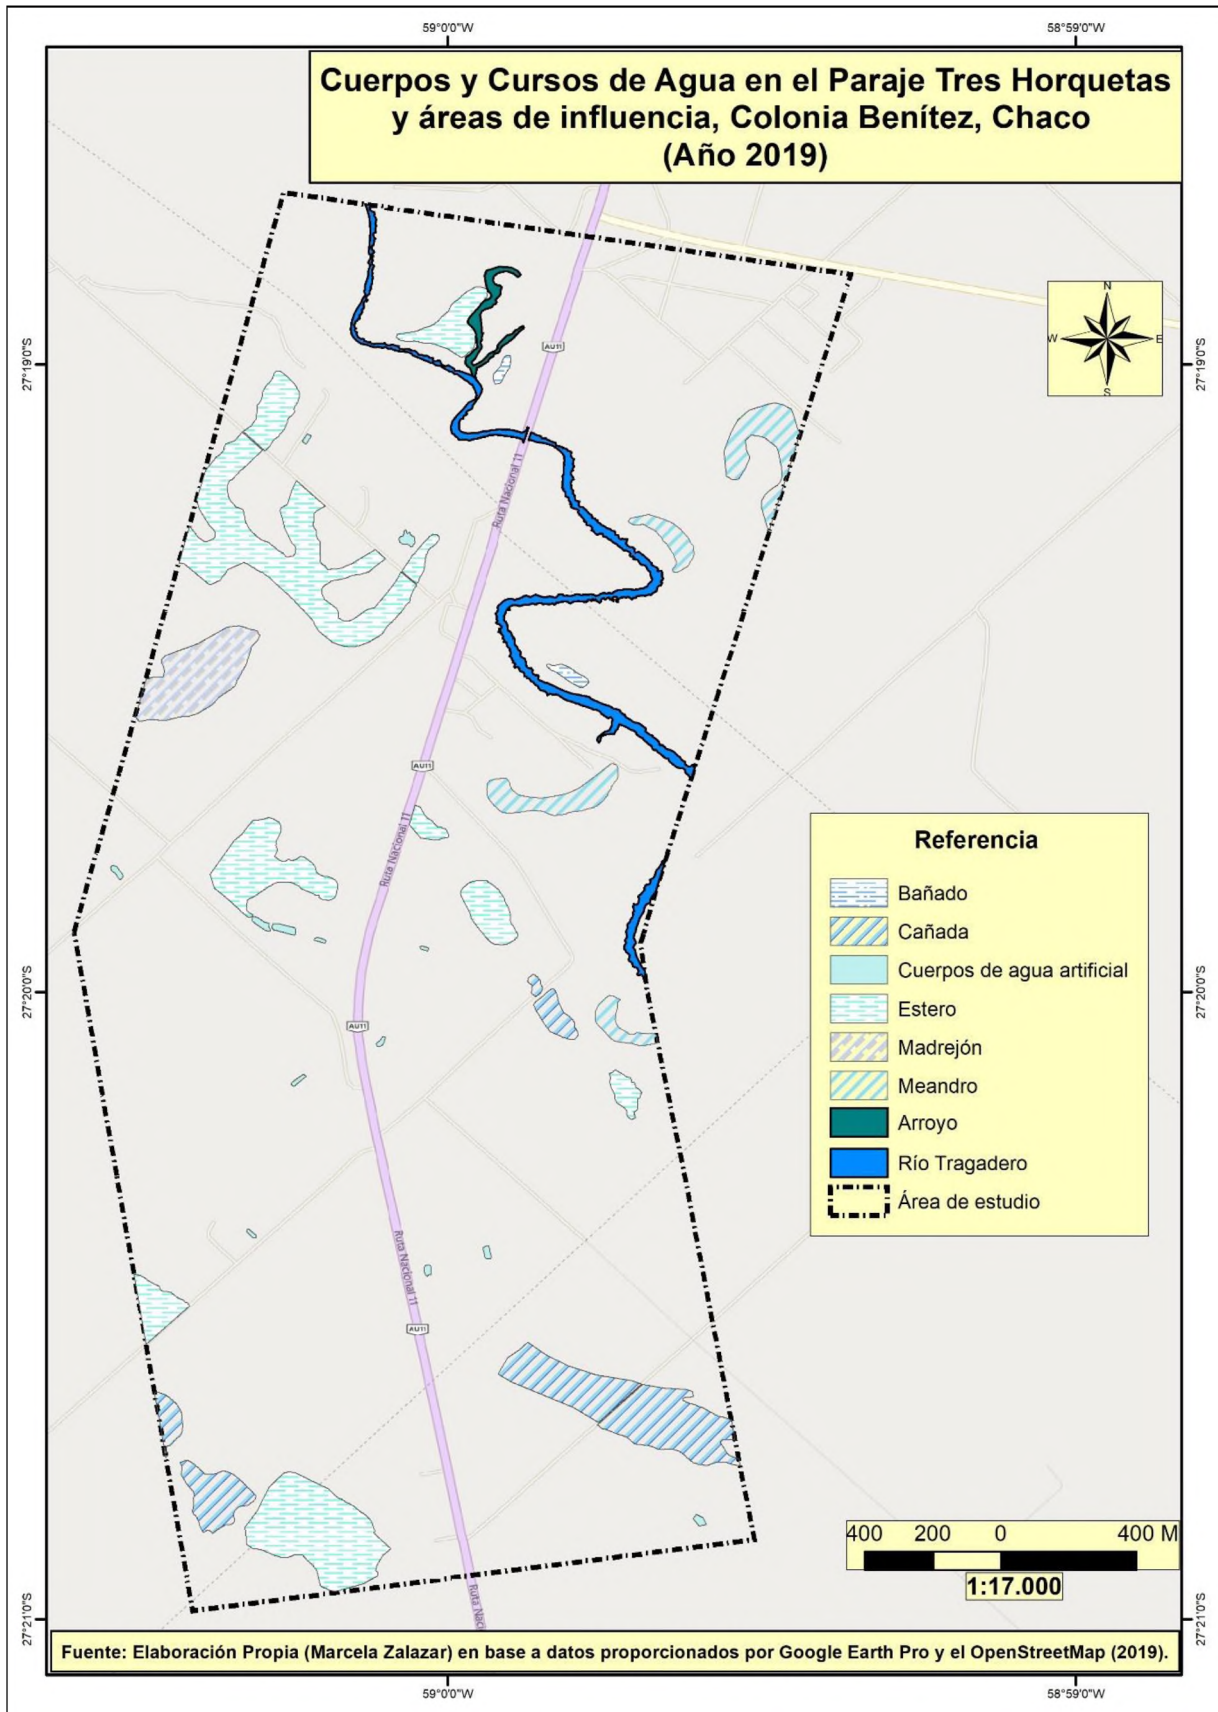 59°0'0"W
58°59'0"W
Cuerpos y Cursos de Agua en el Paraje Tres Horquetas
y áreas de influencia, Colonia Benítez, Chaco
(Año 2019)
N
W
E
S
27°19'0"S
27°19'0"S
AU11
Ruta Nacional 11
AU11
Ruta Nacional 11
Referencia
Bañado
Cañada
Cuerpos de agua artificial
Estero
Madrejón
Meandro
Arroyo
Río Tragadero
Área de estudio
27°20'0"S
27°20'0"S
AU11
Ruta Nacional 11
AU11
400 200 0 400 M
1:17.000
Ruta Naci
27°21'0"S
27°21'0"S
Fuente: Elaboración Propia (Marcela Zalazar) en base a datos proporcionados por Google Earth Pro y el OpenStreetMap (2019).
59°0'0"W
58°59'0"W